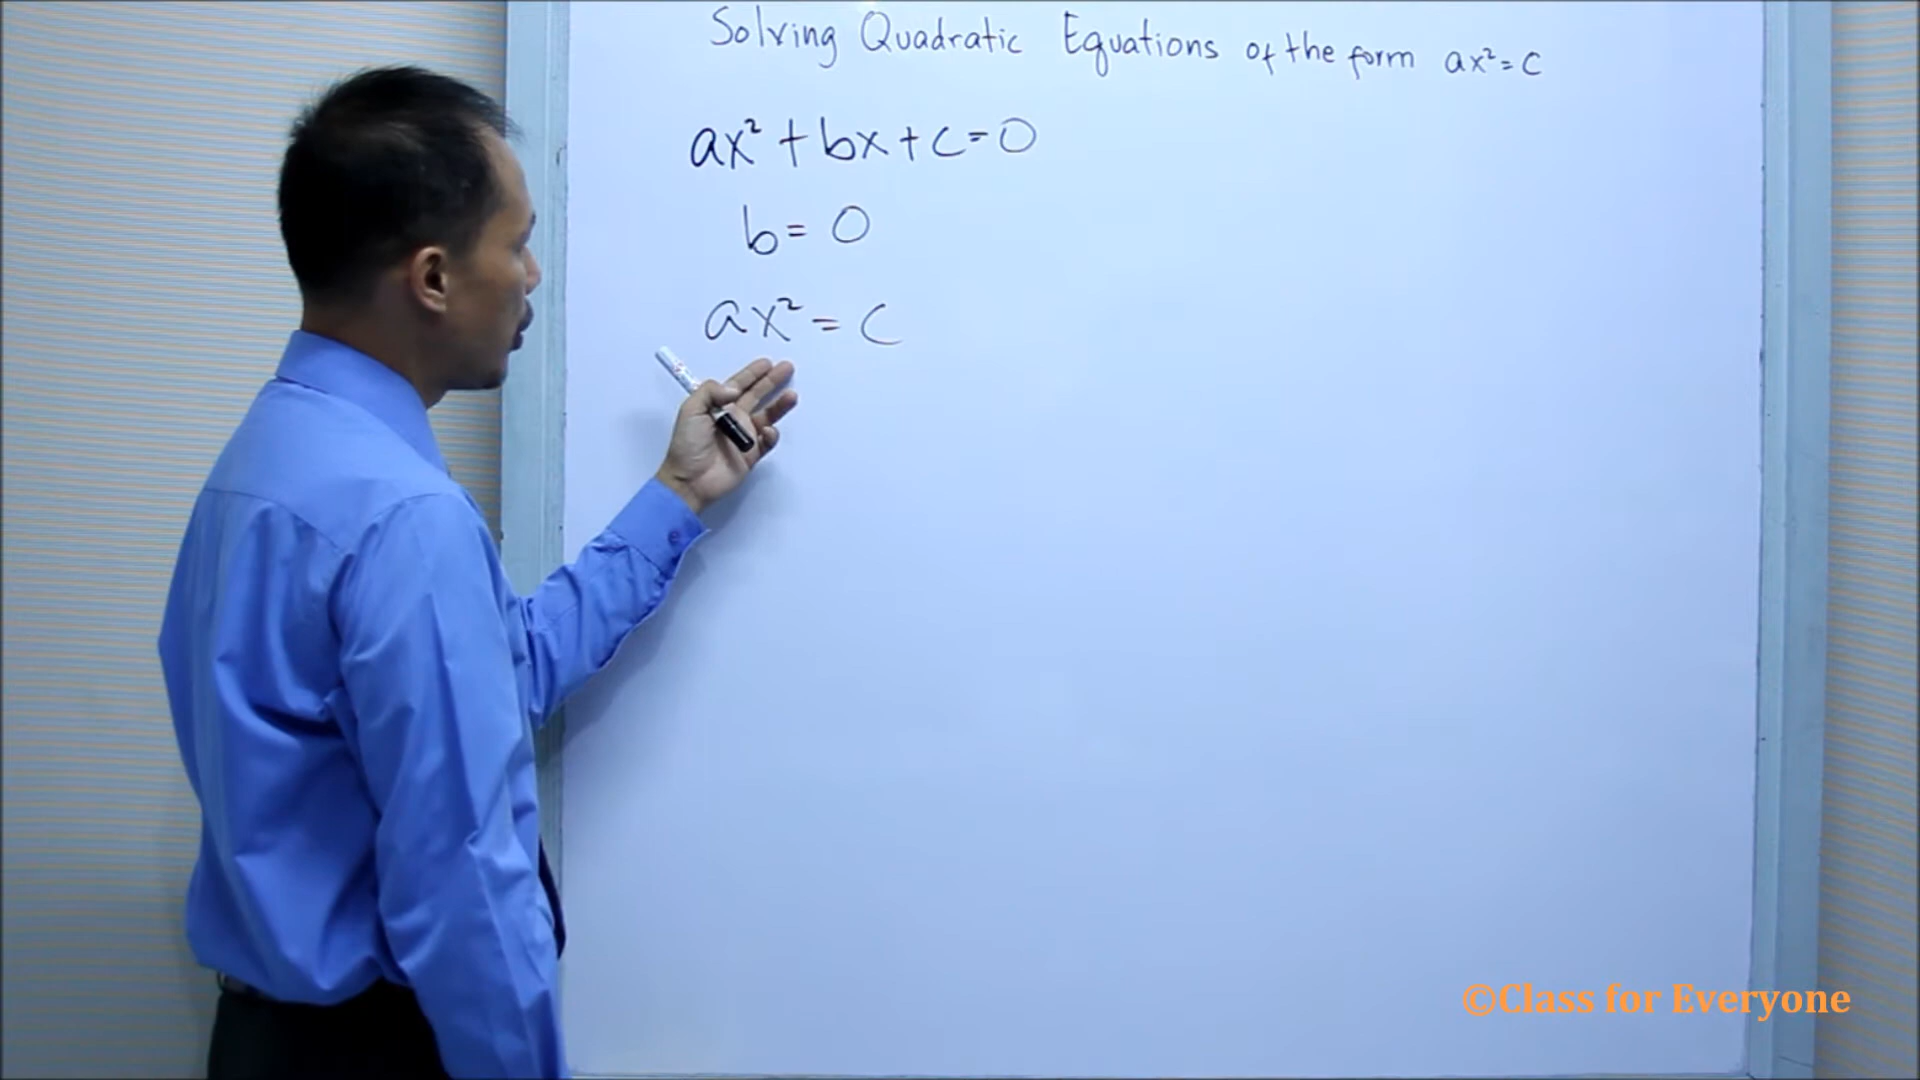 Solving Quadratic Equations of the form ax² = c
ax² + bx + c = 0
b = 0
ax² = c
©Class for Everyone